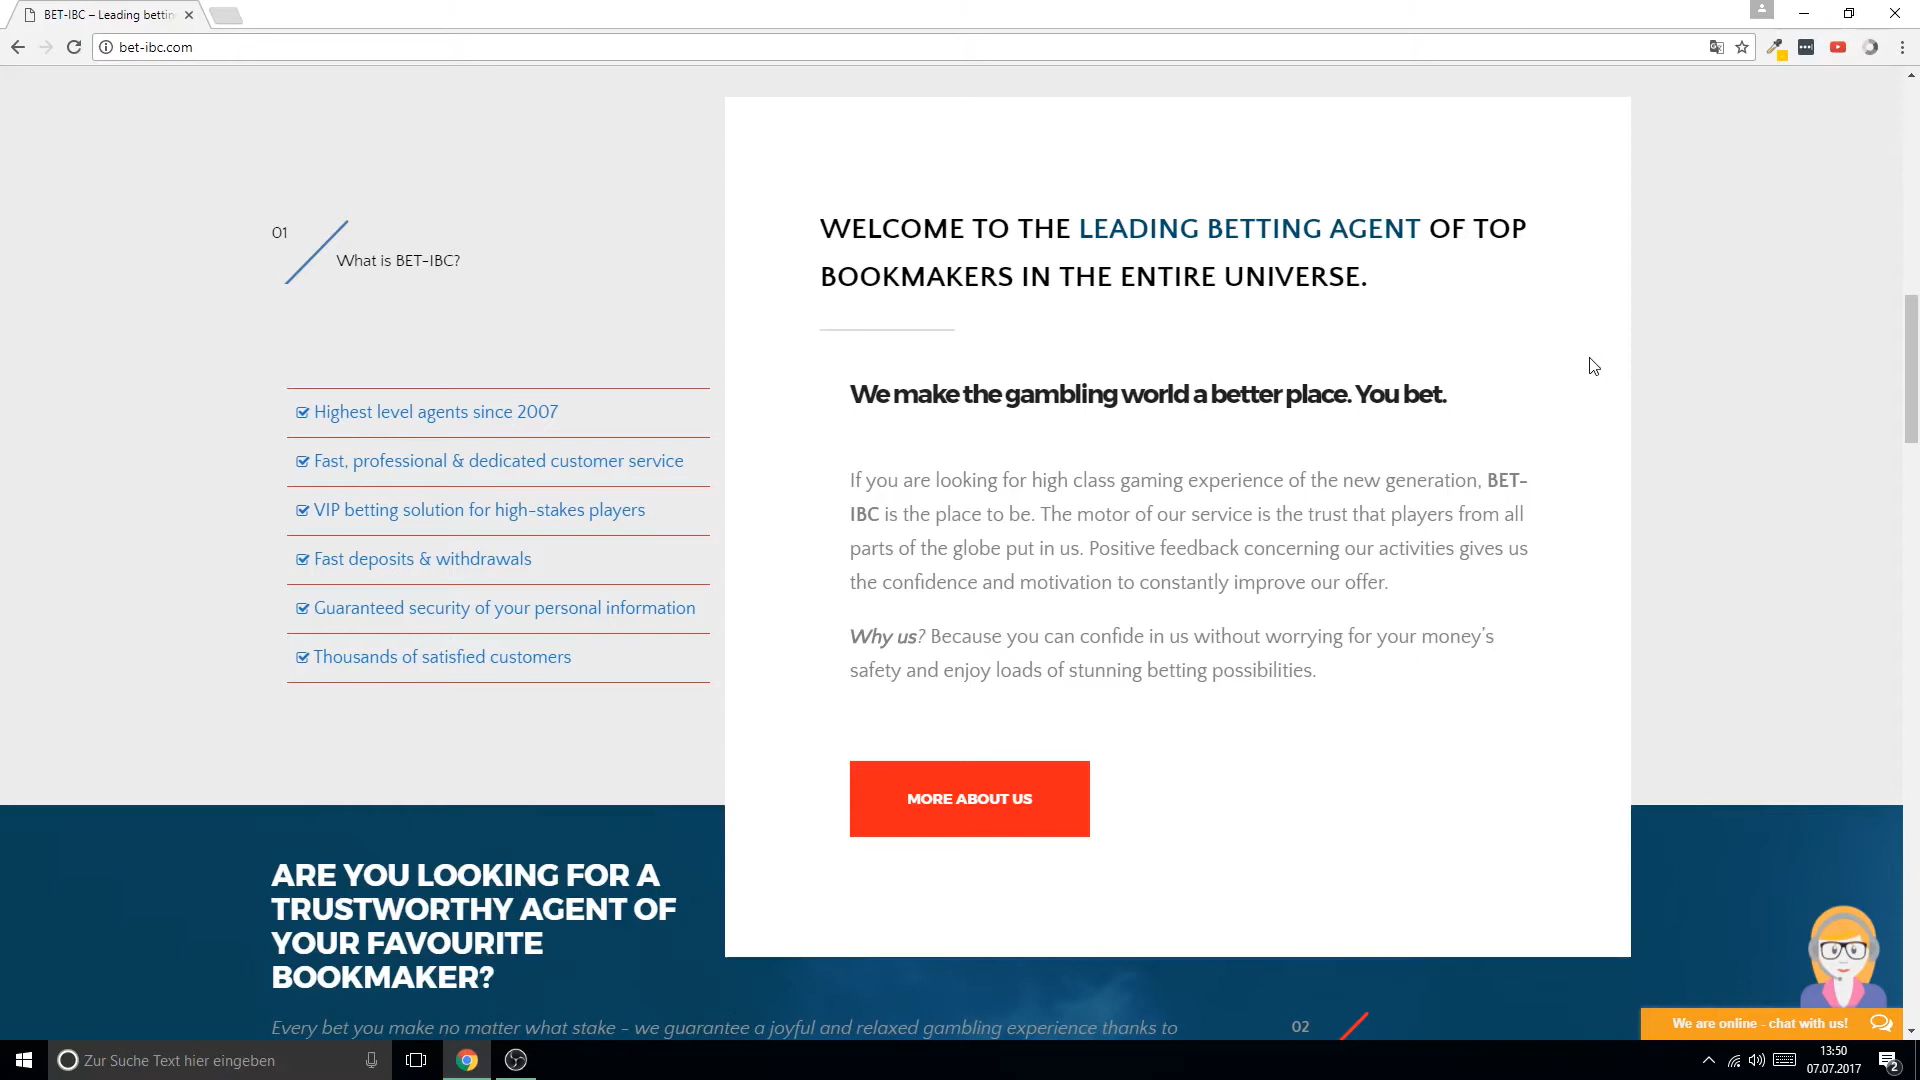 BET-IBC – Leading bettin
bet-ibc.com
01
What is BET-IBC?
Highest level agents since 2007
Fast, professional & dedicated customer service
VIP betting solution for high-stakes players
Fast deposits & withdrawals
Guaranteed security of your personal information
Thousands of satisfied customers
WELCOME TO THE LEADING BETTING AGENT OF TOP
BOOKMAKERS IN THE ENTIRE UNIVERSE.
We make the gambling world a better place. You bet.
If you are looking for high class gaming experience of the new generation, BET-
IBC is the place to be. The motor of our service is the trust that players from all
parts of the globe put in us. Positive feedback concerning our activities gives us
the confidence and motivation to constantly improve our offer.
Why us? Because you can confide in us without worrying for your money's
safety and enjoy loads of stunning betting possibilities.
MORE ABOUT US
ARE YOU LOOKING FOR A
TRUSTWORTHY AGENT OF
YOUR FAVOURITE
BOOKMAKER?
Every bet you make no matter what stake - we guarantee a joyful and relaxed gambling experience thanks to
02
We are online - chat with us!
Zur Suche Text hier eingeben
13:50
07.07.2017
2